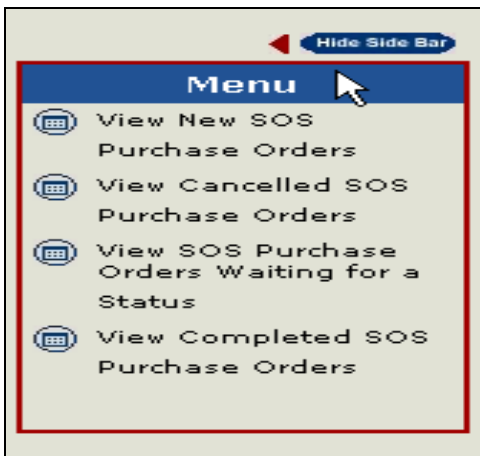 Hide Side Bar
Menu
View New SOS
Purchase Orders
View Cancelled SOS
Purchase Orders
View SOS Purchase
Orders Waiting for a
Status
View Completed SOS
Purchase Orders